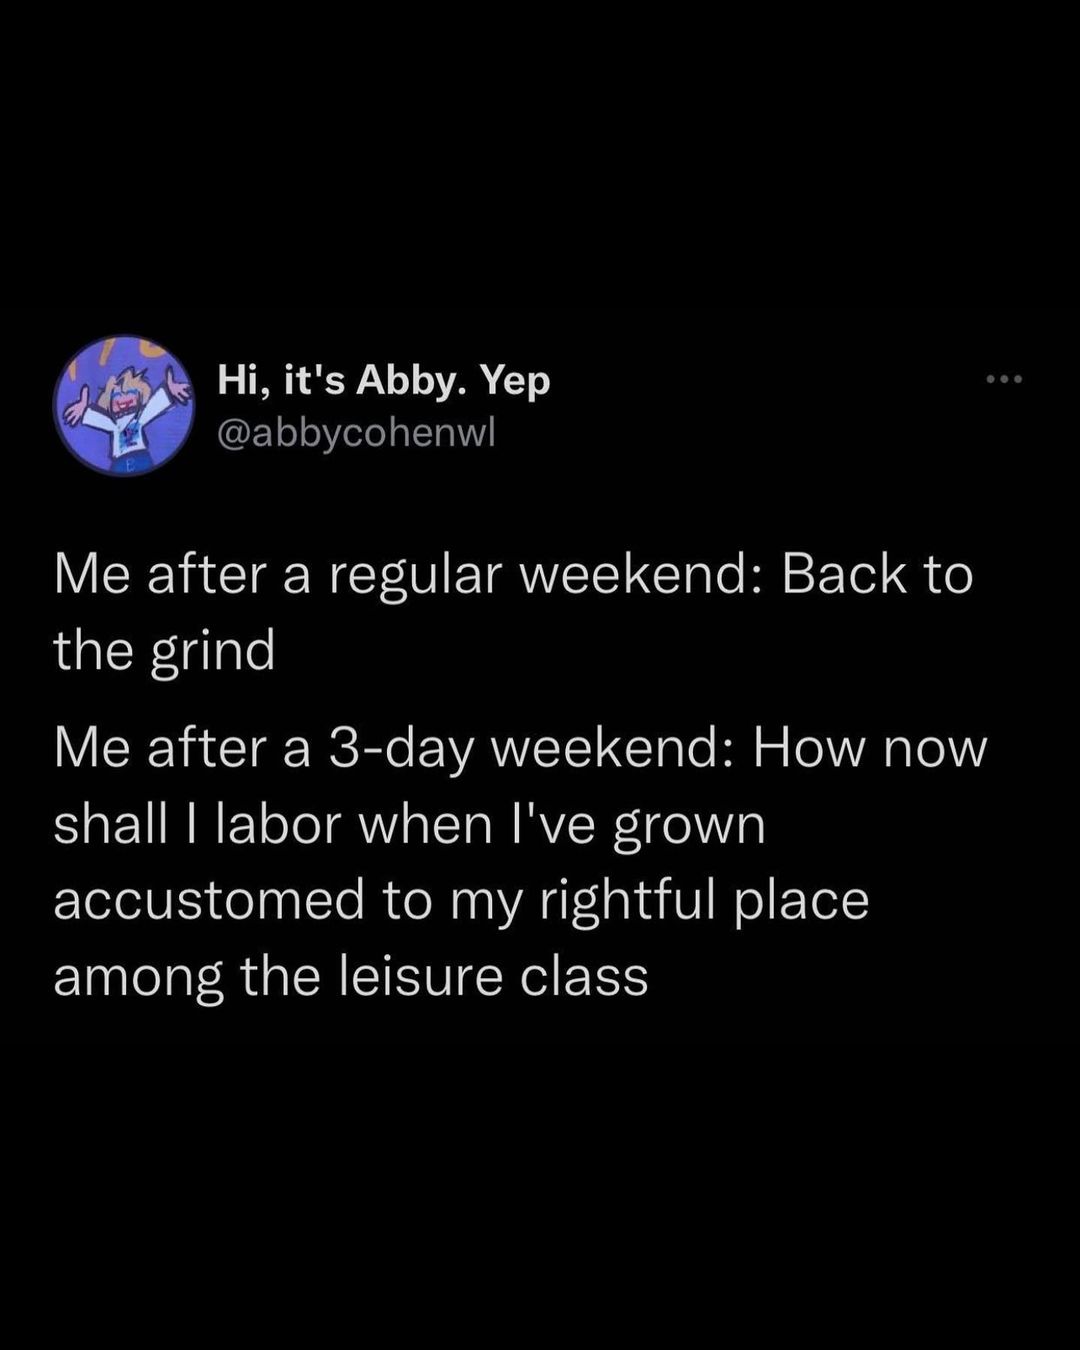 Hi, it's Abby. Yep
@abbycohenwl
Me after a regular weekend: Back to
the grind
Me after a 3-day weekend: How now
shall I labor when I've grown
accustomed to my rightful place
among the leisure class